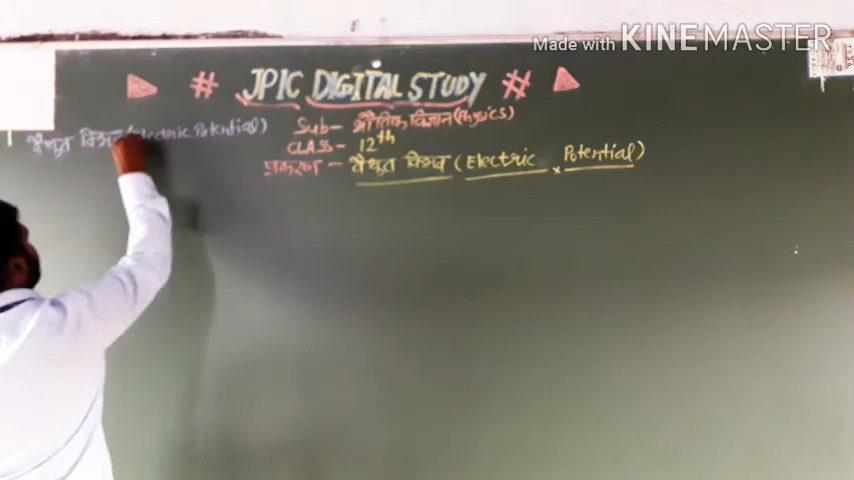 Made with KINEMASTER
# JPIC DIGITAL STUDY #
Sub- भौतिक विज्ञान (Physics)
CLASS- 12th
प्रकरण - वैधुत विभव (Electric Potential)
वैधुत विभव (Electric Potential)